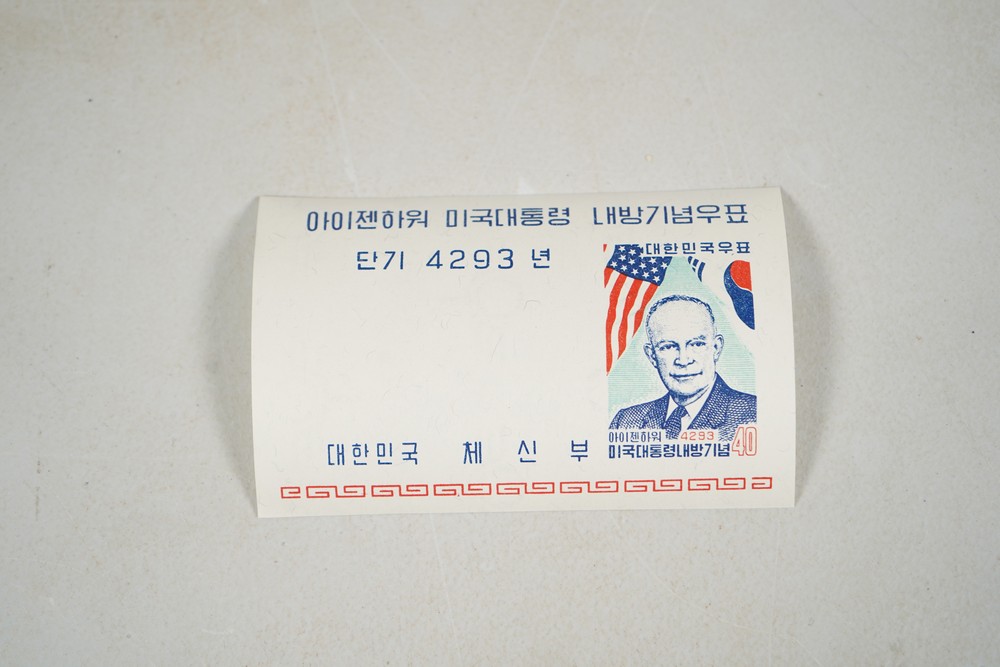 아이젠하워 미국대통령 내방기념우표
단기 4293 년
대한민국우표
아이젠하워 4293
미국대통령내방기념 40
대한민국 체 신 부